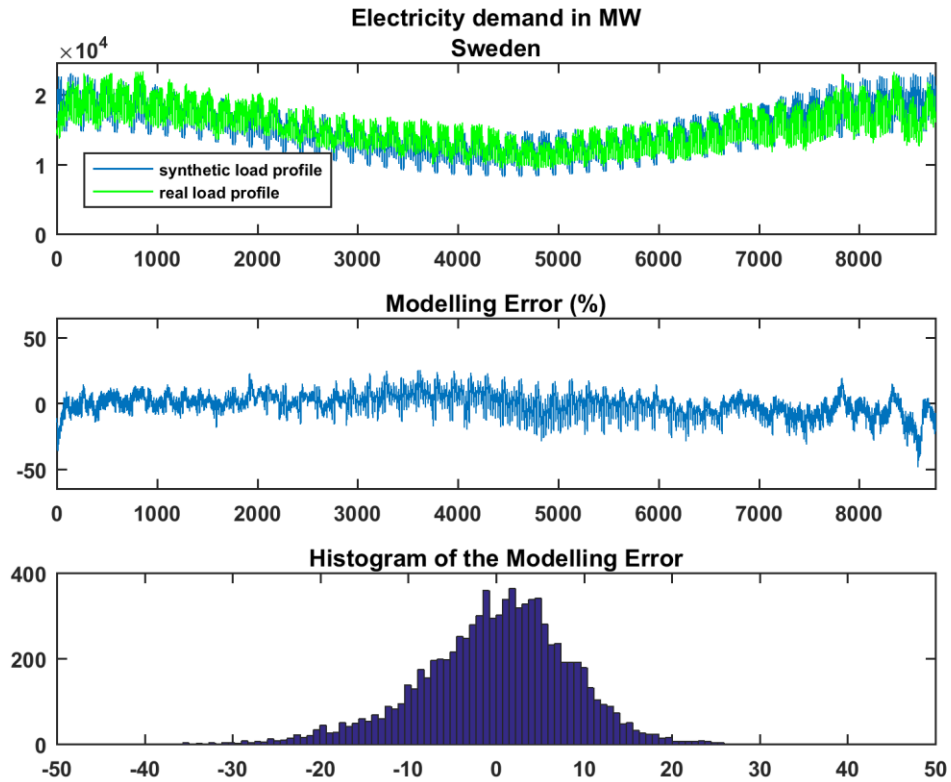 Electricity demand in MW
Sweden
×10⁴
2
1
0
synthetic load profile
real load profile
0 1000 2000 3000 4000 5000 6000 7000 8000
Modelling Error (%)
50
0
-50
0 1000 2000 3000 4000 5000 6000 7000 8000
Histogram of the Modelling Error
400
200
0
-50 -40 -30 -20 -10 0 10 20 30 40 50